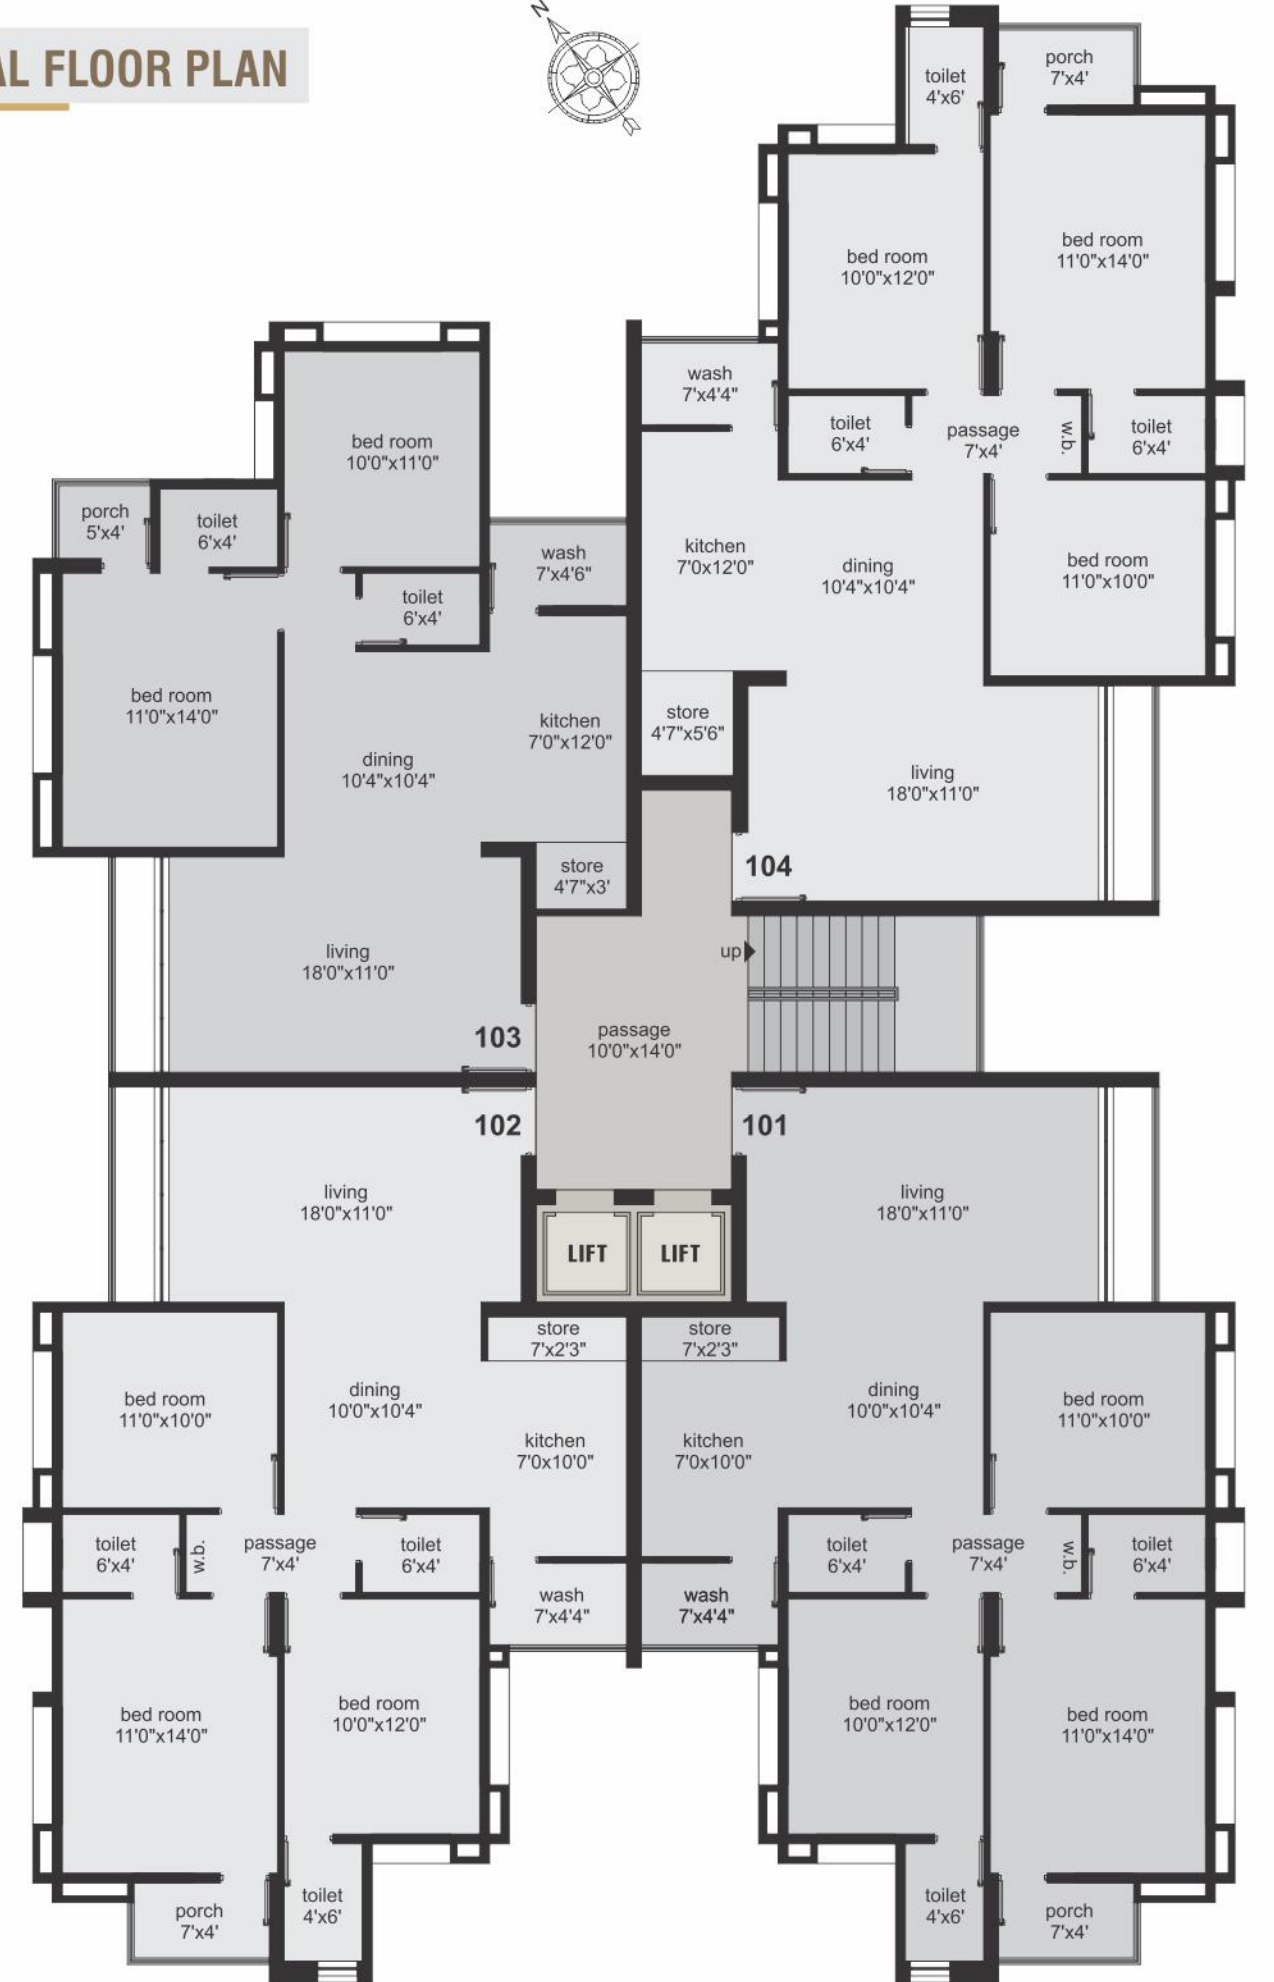 AL FLOOR PLAN
N
toilet
4'x6'
porch
7'x4'
bed room
10'0"x12'0"
bed room
11'0"x14'0"
wash
7'x4'4"
toilet
6'x4'
passage
7'x4'
w.b.
toilet
6'x4'
kitchen
7'0x12'0"
dining
10'4"x10'4"
bed room
11'0"x10'0"
store
4'7"x5'6"
living
18'0"x11'0"
104
bed room
10'0"x11'0"
porch
5'x4'
toilet
6'x4'
wash
7'x4'6"
toilet
6'x4'
bed room
11'0"x14'0"
kitchen
7'0"x12'0"
dining
10'4"x10'4"
store
4'7"x3'
living
18'0"x11'0"
103
up
passage
10'0"x14'0"
102
101
living
18'0"x11'0"
living
18'0"x11'0"
LIFT
LIFT
store
7'x2'3"
store
7'x2'3"
bed room
11'0"x10'0"
dining
10'0"x10'4"
kitchen
7'0x10'0"
kitchen
7'0x10'0"
dining
10'0"x10'4"
bed room
11'0"x10'0"
toilet
6'x4'
w.b.
passage
7'x4'
toilet
6'x4'
wash
7'x4'4"
wash
7'x4'4"
toilet
6'x4'
passage
7'x4'
w.b.
toilet
6'x4'
bed room
11'0"x14'0"
bed room
10'0"x12'0"
bed room
10'0"x12'0"
bed room
11'0"x14'0"
porch
7'x4'
toilet
4'x6'
toilet
4'x6'
porch
7'x4'